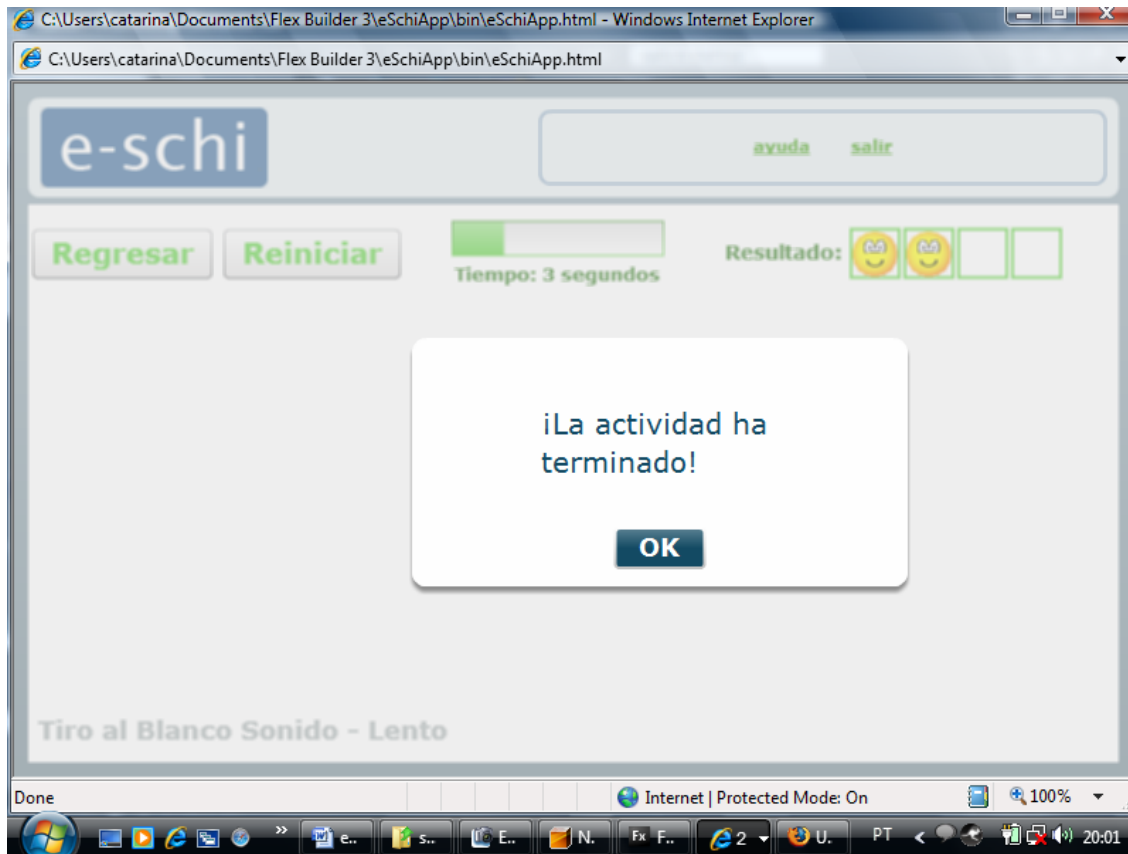 C:\Users\catarina\Documents\Flex Builder 3\eSchiApp\bin\eSchiApp.html - Windows Internet Explorer
C:\Users\catarina\Documents\Flex Builder 3\eSchiApp\bin\eSchiApp.html
e-schi
ayuda salir
Regresar Reiniciar
Tiempo: 3 segundos
Resultado:
¡La actividad ha
terminado!
OK
Tiro al Blanco Sonido - Lento
Done Internet | Protected Mode: On 100%
» e.. s.. E.. N. Fx F.. 2 U. PT < 20:01